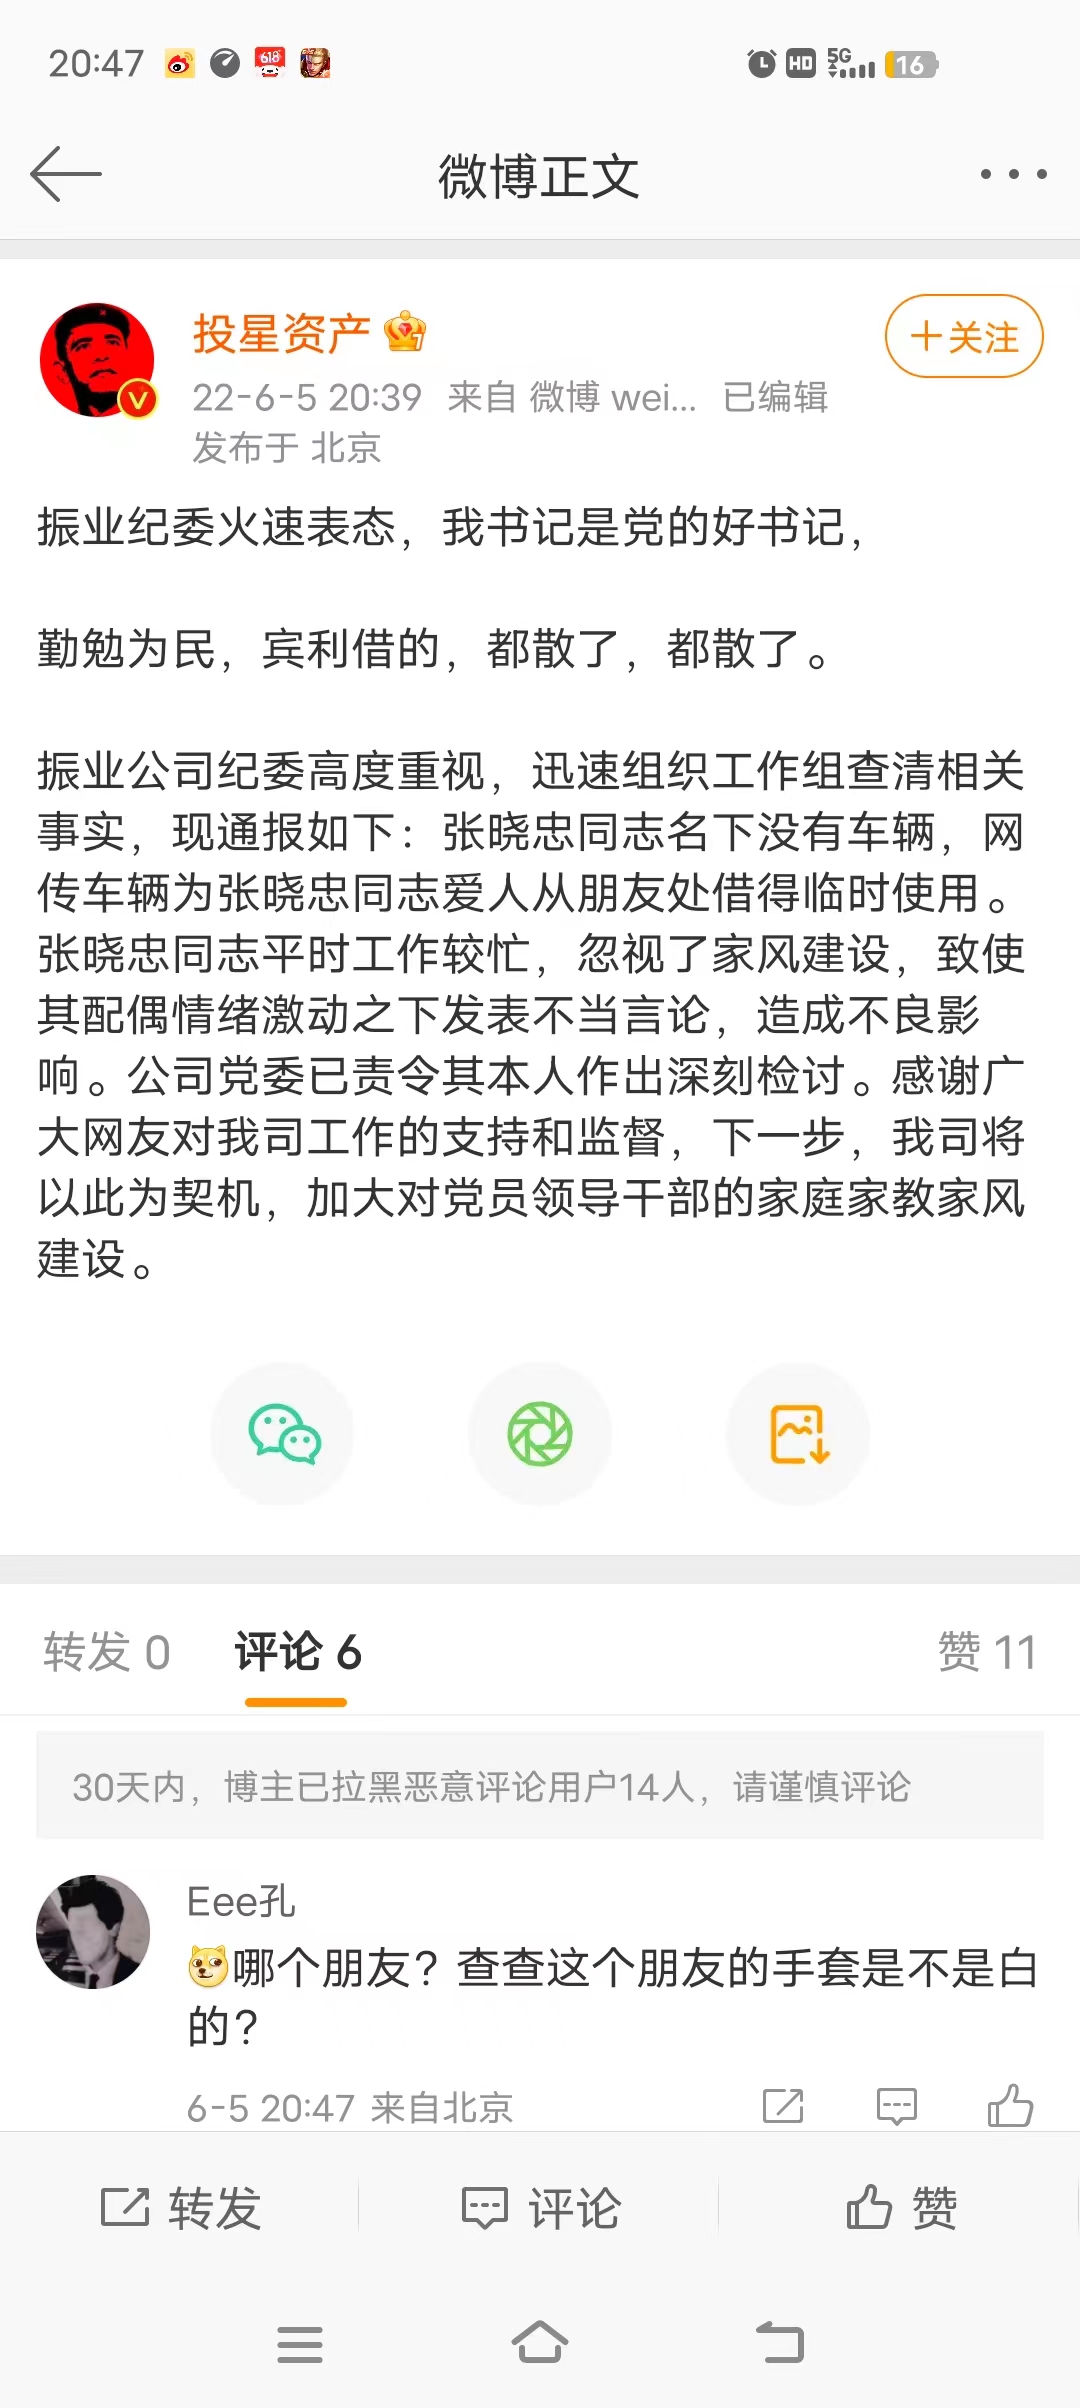 20:47
618
HD
5G
16
微博正文
投星资产
+关注
22-6-5 20:39 来自 微博 wei... 已编辑
发布于 北京
振业纪委火速表态，我书记是党的好书记，
勤勉为民，宾利借的，都散了，都散了。
振业公司纪委高度重视，迅速组织工作组查清相关
事实，现通报如下：张晓忠同志名下没有车辆，网
传车辆为张晓忠同志爱人从朋友处借得临时使用。
张晓忠同志平时工作较忙，忽视了家风建设，致使
其配偶情绪激动之下发表不当言论，造成不良影
响。公司党委已责令其本人作出深刻检讨。感谢广
大网友对我司工作的支持和监督，下一步，我司将
以此为契机，加大对党员领导干部的家庭家教家风
建设。
转发 0 评论 6 赞 11
30天内，博主已拉黑恶意评论用户14人，请谨慎评论
Eee孔
哪个朋友？查查这个朋友的手套是不是白
的？
6-5 20:47 来自北京
转发 评论 赞